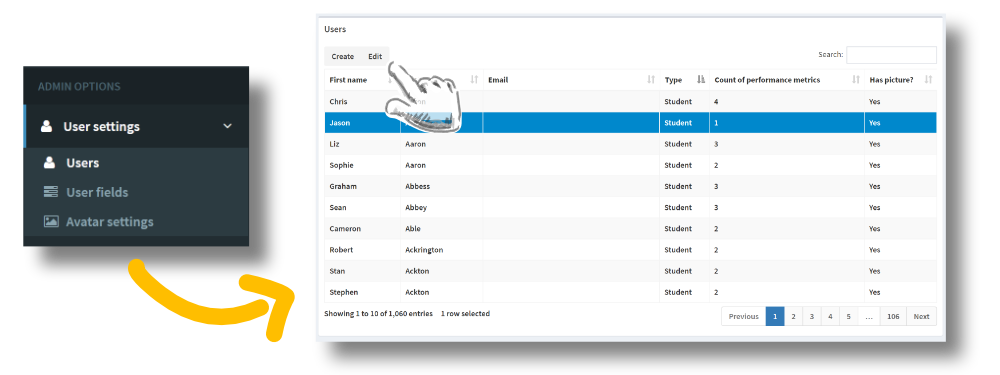 ADMIN OPTIONS
User settings
Users
User fields
Avatar settings
Users
Create Edit
Search:
First name Email Type Count of performance metrics Has picture?
Chris Student 4 Yes
Jason Student 1 Yes
Liz Aaron Student 3 Yes
Sophie Aaron Student 2 Yes
Graham Abbess Student 3 Yes
Sean Abbey Student 3 Yes
Cameron Able Student 2 Yes
Robert Ackrington Student 2 Yes
Stan Ackton Student 2 Yes
Stephen Ackton Student 2 Yes
Showing 1 to 10 of 1,060 entries 1 row selected
Previous 1 2 3 4 5 ... 106 Next